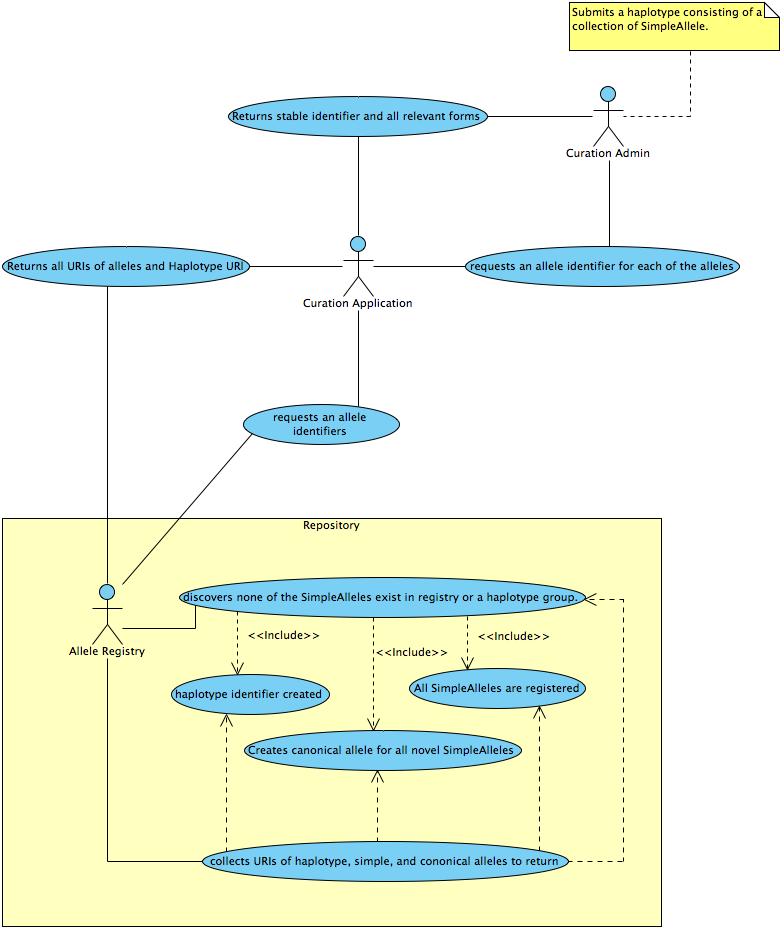 Submits a haplotype consisting of a
collection of SimpleAllele.
Returns stable identifier and all relevant forms
Curation Admin
Returns all URIs of alleles and Haplotype URI
requests an allele identifier for each of the alleles
Curation Application
requests an allele
identifiers
Repository
discovers none of the SimpleAlleles exist in registry or a haplotype group.
<<Include>>
<<Include>>
<<Include>>
Allele Registry
haplotype identifier created
All SimpleAlleles are registered
Creates canonical allele for all novel SimpleAlleles
collects URIs of haplotype, simple, and cononical alleles to return